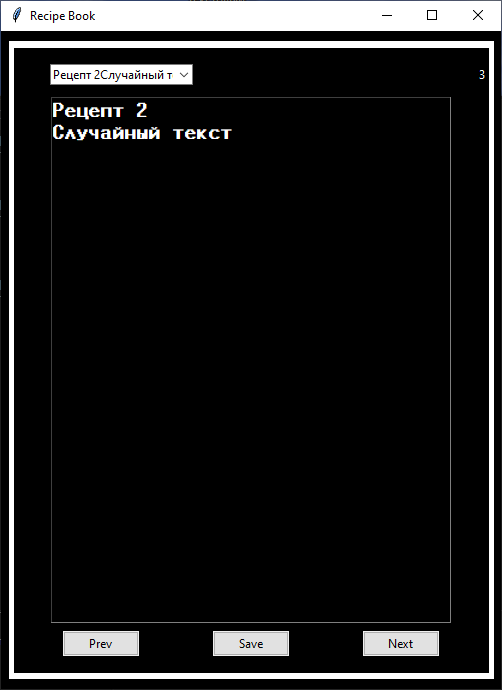 Recipe Book
Рецепт 2Случайный т
3
Рецепт 2
Случайный текст
Prev
Save
Next